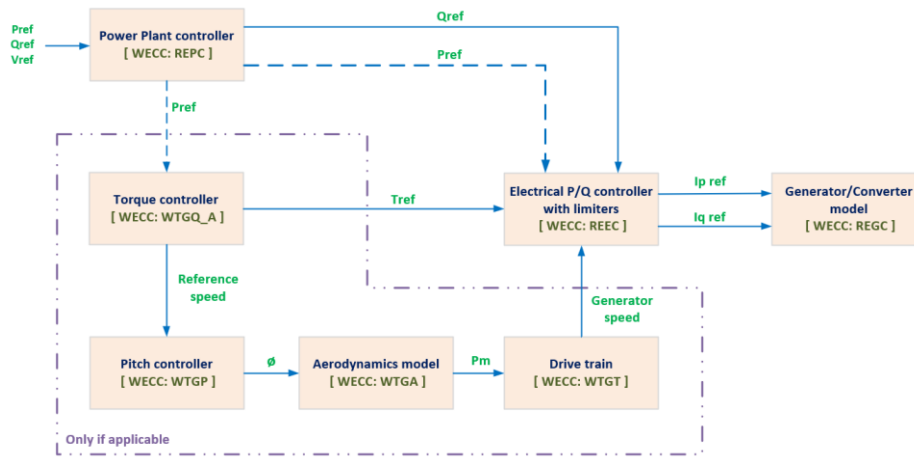 Pref
Qref
Vref
Power Plant controller
[ WECC: REPC ]
Qref
Pref
Pref
Torque controller
[ WECC: WTGQ_A ]
Tref
Electrical P/Q controller
with limiters
[ WECC: REEC ]
Ip ref
Iq ref
Generator/Converter
model
[ WECC: REGC ]
Reference
speed
Generator
speed
Pitch controller
[ WECC: WTGP ]
ø
Aerodynamics model
[ WECC: WTGA ]
Pm
Drive train
[ WECC: WTGT ]
Only if applicable